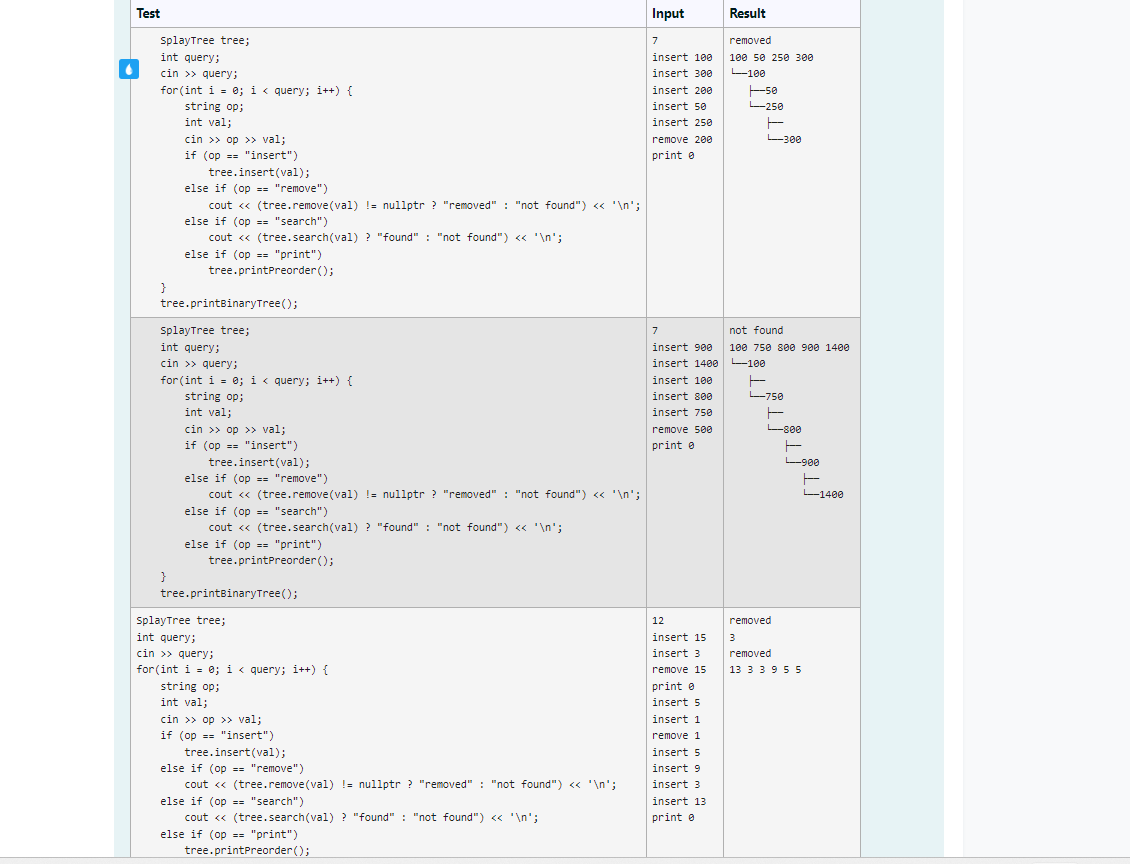 Test Input Result
SplayTree tree;
int query;
cin >> query;
for(int i = 0; i < query; i++) {
string op;
int val;
cin >> op >> val;
if (op == "insert")
tree.insert(val);
else if (op == "remove")
cout << (tree.remove(val) != nullptr ? "removed" : "not found") << '\n';
else if (op == "search")
cout << (tree.search(val) ? "found" : "not found") << '\n';
else if (op == "print")
tree.printPreorder();
}
tree.printBinaryTree();
7
insert 100
insert 300
insert 200
insert 50
insert 250
remove 200
print 0
removed
100 50 250 300
└──100
├──50
└──250
├──
└──300
SplayTree tree;
int query;
cin >> query;
for(int i = 0; i < query; i++) {
string op;
int val;
cin >> op >> val;
if (op == "insert")
tree.insert(val);
else if (op == "remove")
cout << (tree.remove(val) != nullptr ? "removed" : "not found") << '\n';
else if (op == "search")
cout << (tree.search(val) ? "found" : "not found") << '\n';
else if (op == "print")
tree.printPreorder();
}
tree.printBinaryTree();
7
insert 900
insert 1400
insert 100
insert 800
insert 750
remove 500
print 0
not found
100 750 800 900 1400
└──100
├──
└──750
├──
└──800
├──
└──900
├──
└──1400
SplayTree tree;
int query;
cin >> query;
for(int i = 0; i < query; i++) {
string op;
int val;
cin >> op >> val;
if (op == "insert")
tree.insert(val);
else if (op == "remove")
cout << (tree.remove(val) != nullptr ? "removed" : "not found") << '\n';
else if (op == "search")
cout << (tree.search(val) ? "found" : "not found") << '\n';
else if (op == "print")
tree.printPreorder();
12
insert 15
insert 3
remove 15
print 0
insert 5
insert 1
remove 1
insert 5
insert 9
insert 3
insert 13
print 0
removed
3
removed
13 3 3 9 5 5